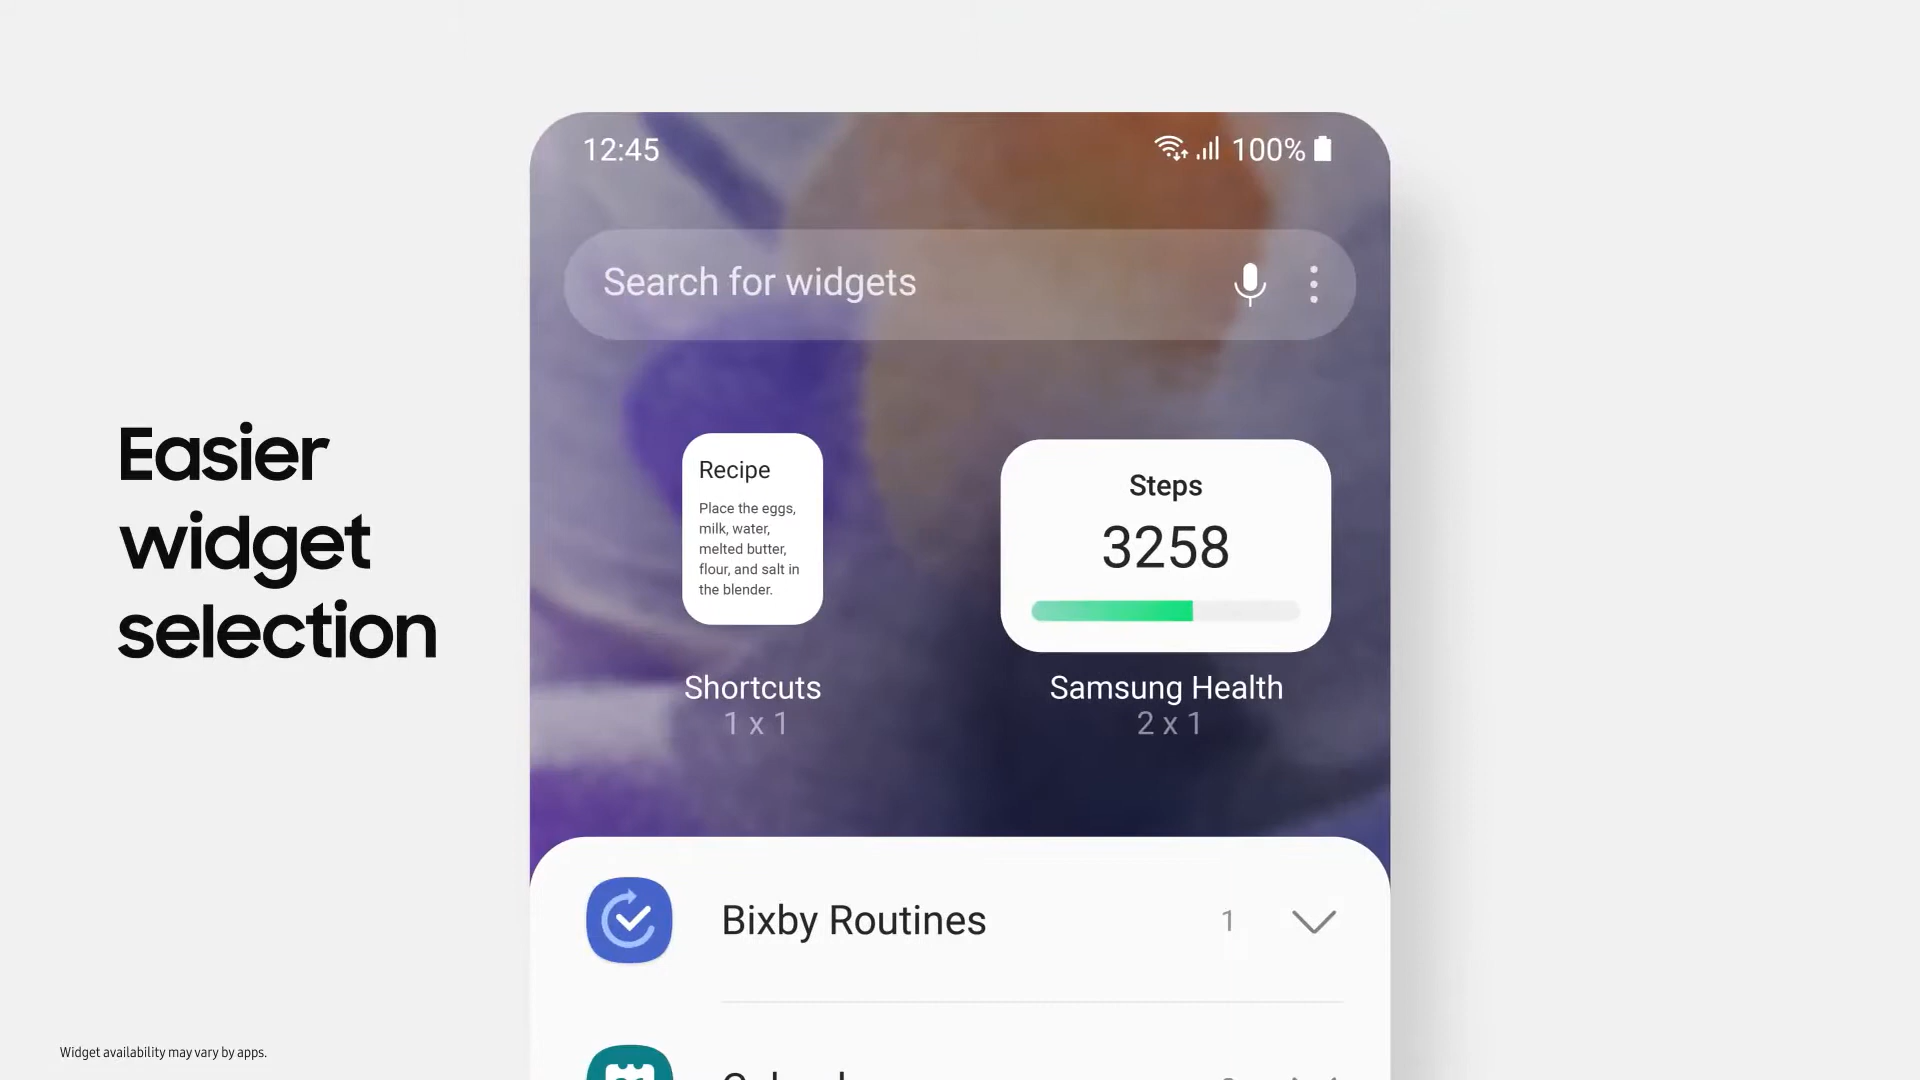 12:45
100%
Search for widgets
Easier
widget
selection
Recipe
Place the eggs,
milk, water,
melted butter,
flour, and salt in
the blender.
Steps
3258
Shortcuts
1 x 1
Samsung Health
2 x 1
Bixby Routines
1
Widget availability may vary by apps.